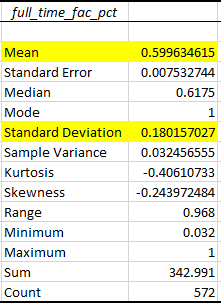 full_time_fac_pct
Mean 0.599634615
Standard Error 0.007532744
Median 0.6175
Mode 1
Standard Deviation 0.180157027
Sample Variance 0.032456555
Kurtosis -0.40610733
Skewness -0.243972484
Range 0.968
Minimum 0.032
Maximum 1
Sum 342.991
Count 572